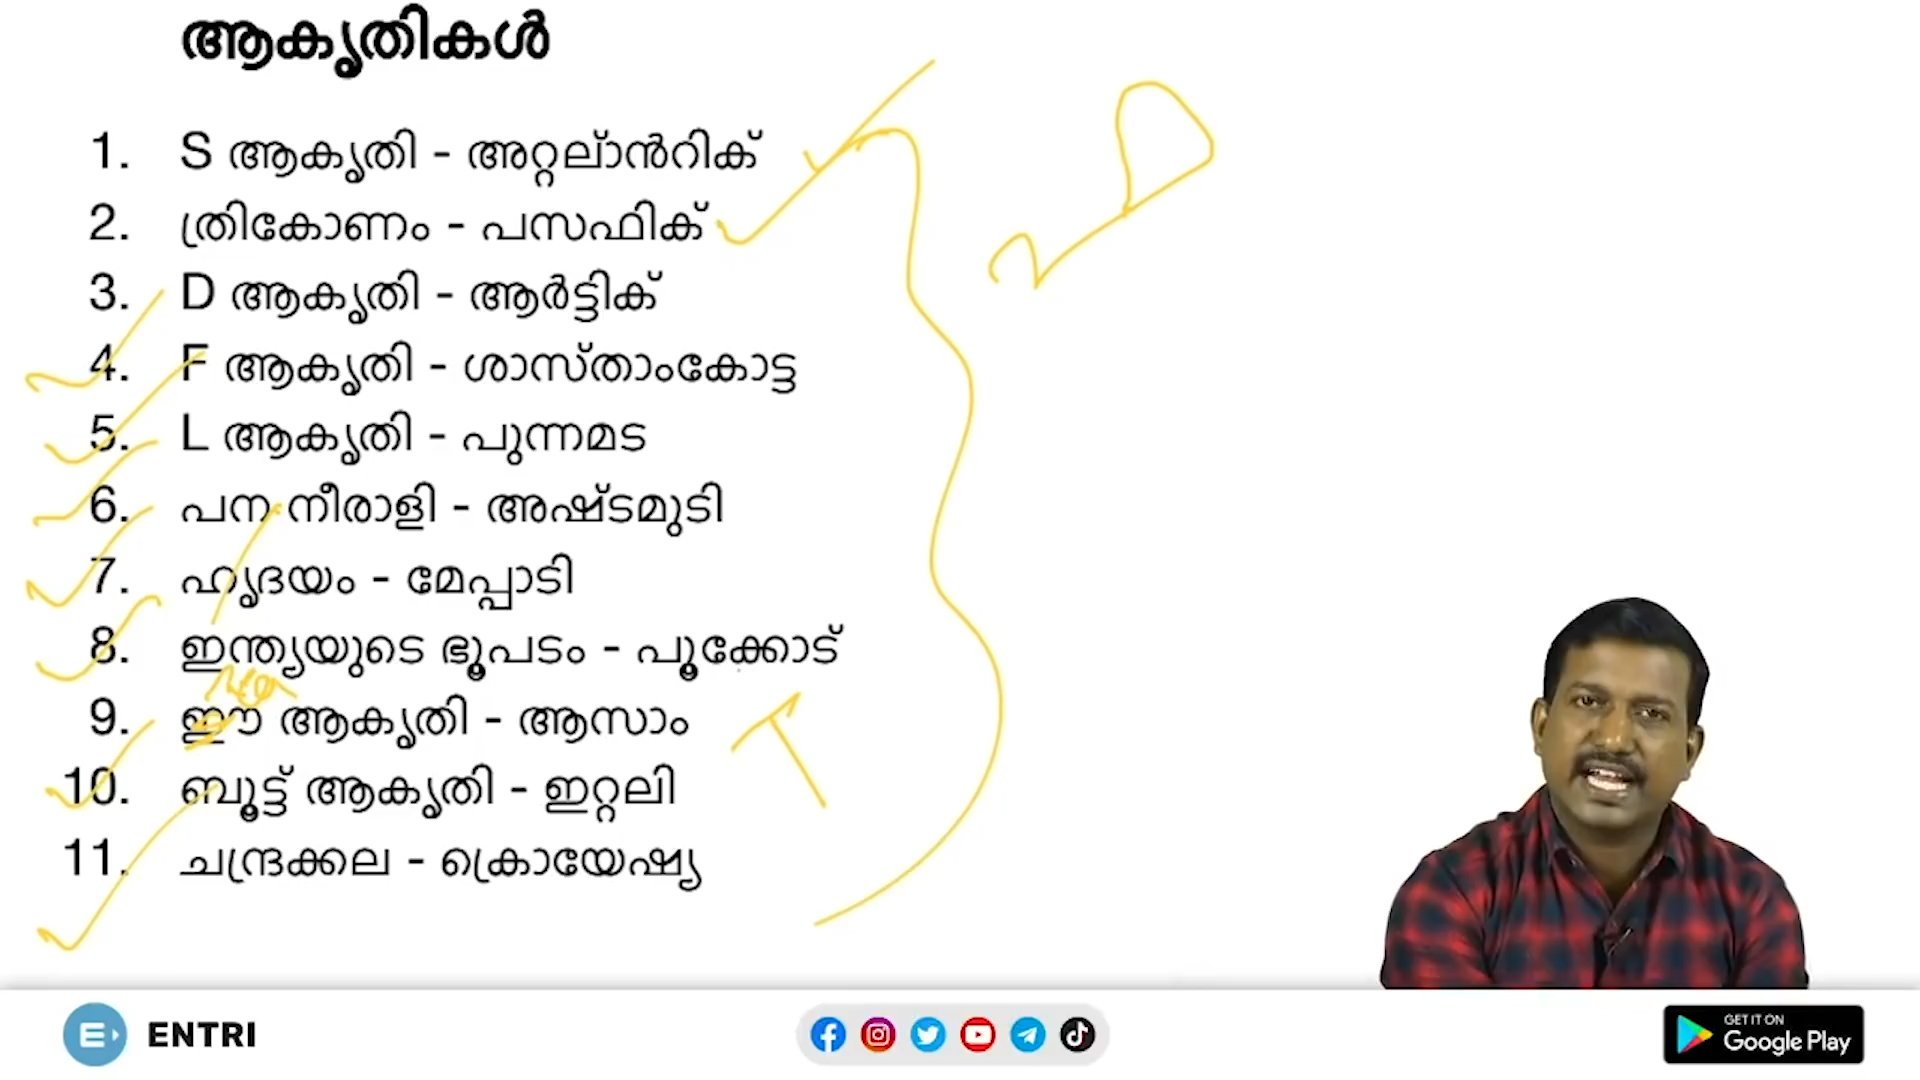 ആകൃതികൾ
1. S ആകൃതി - അറ്റ്ലാൻറിക്
2. ത്രികോണം - പസഫിക്
3. D ആകൃതി - ആർട്ടിക്
4. F ആകൃതി - ശാസ്താംകോട്ട
5. L ആകൃതി - പുന്നമട
6. പന നീരാളി - അഷ്ടമുടി
7. ഹൃദയം - മേപ്പാടി
8. ഇന്ത്യയുടെ ഭൂപടം - പൂക്കോട്
9. ഈ ആകൃതി - ആസാം
10. ബൂട്ട് ആകൃതി - ഇറ്റലി
11. ചന്ദ്രക്കല - ക്രൊയേഷ്യ
ENTRI
GET IT ON
Google Play